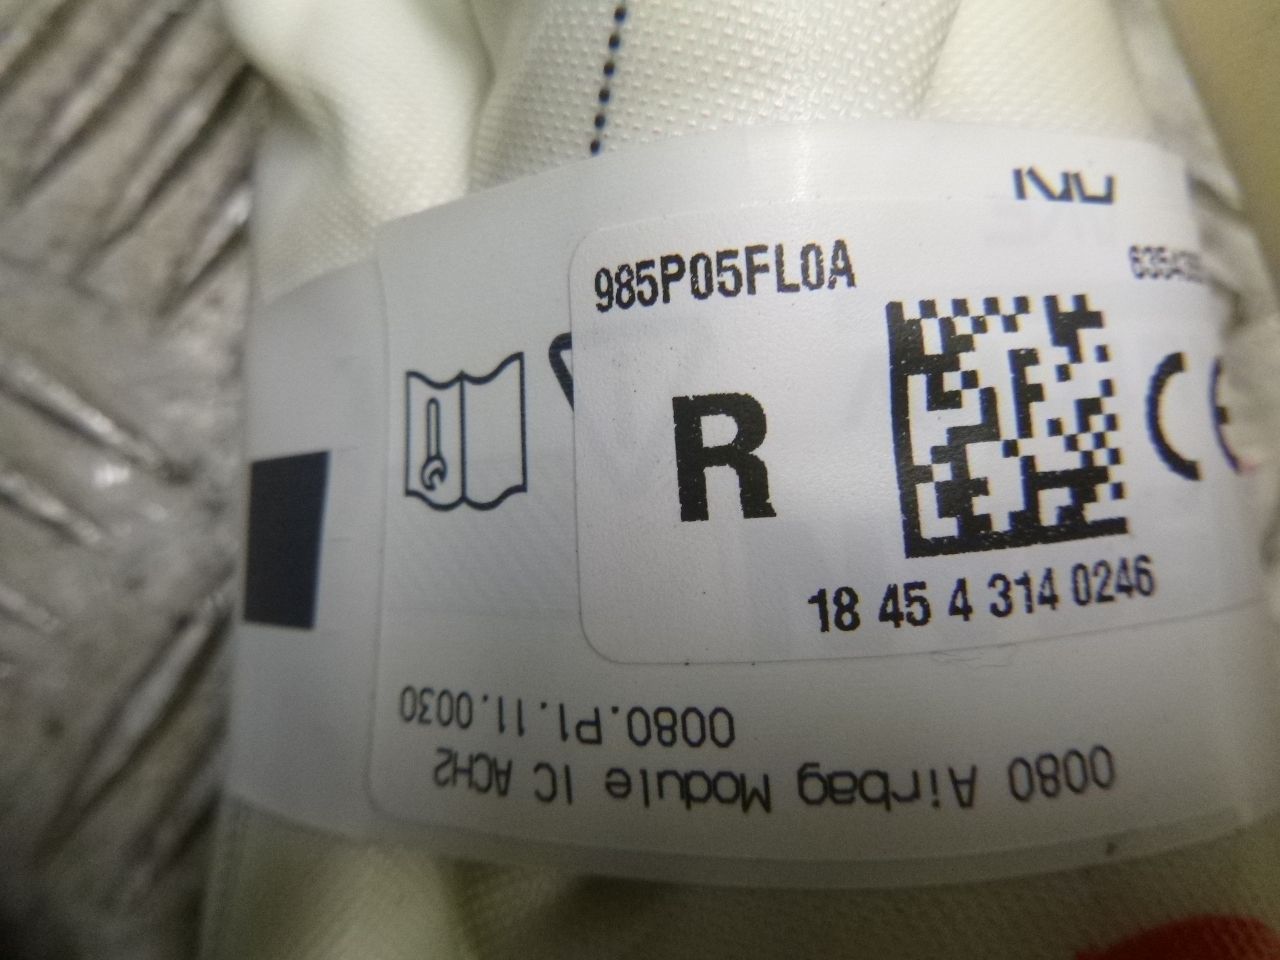 985P05FL0A
R
18 45 4 314 0246
0080 Airbag Module IC ACH2
0080.P1.11.0030